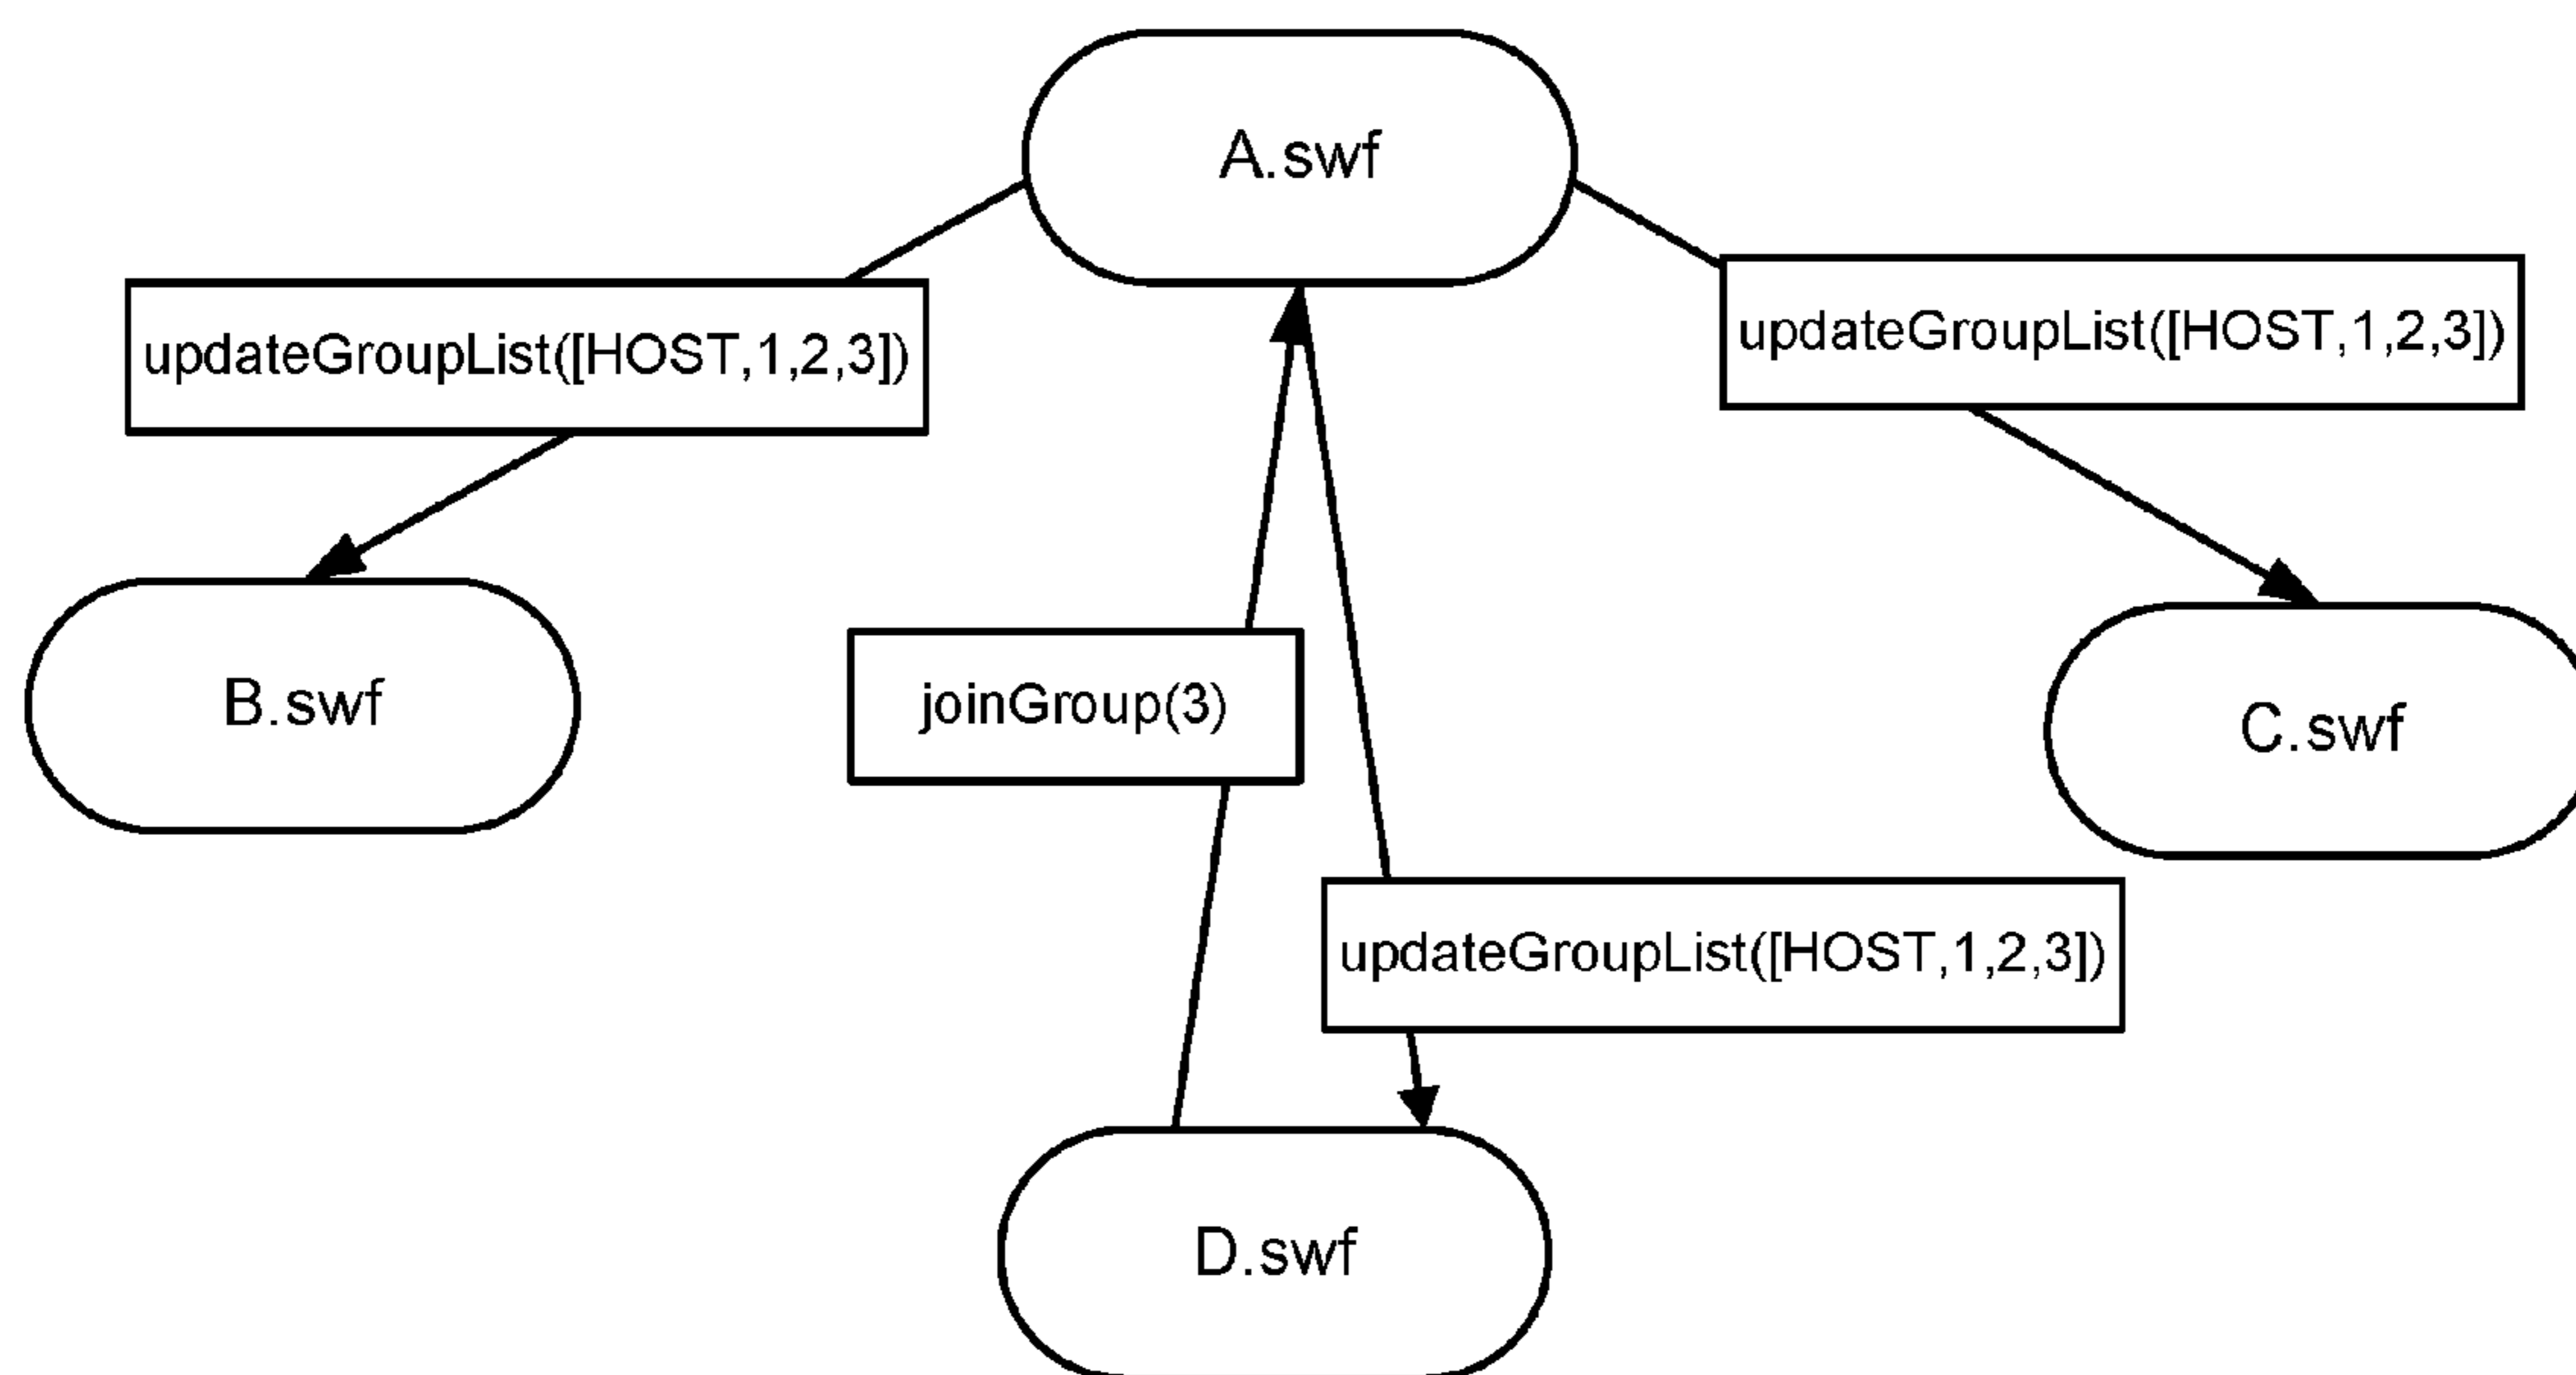 A.swf
updateGroupList([HOST,1,2,3])
updateGroupList([HOST,1,2,3])
B.swf
joinGroup(3)
C.swf
updateGroupList([HOST,1,2,3])
D.swf